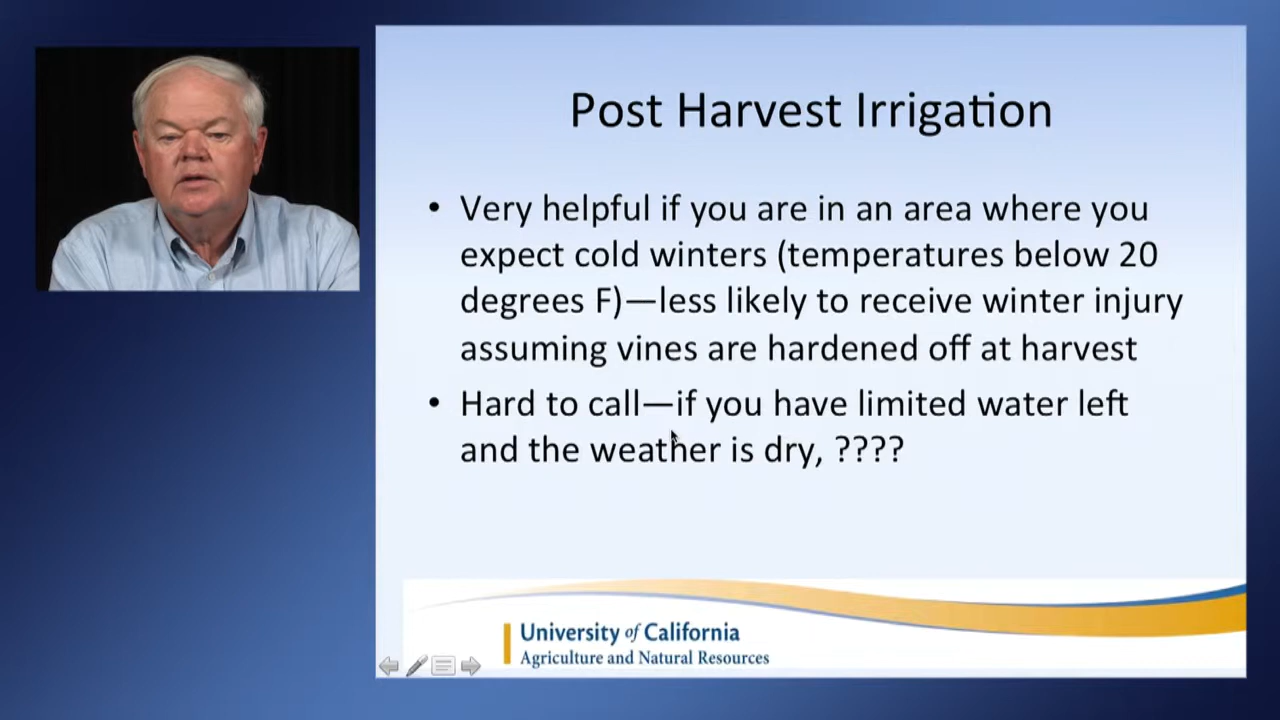 Post Harvest Irrigation
• Very helpful if you are in an area where you
expect cold winters (temperatures below 20
degrees F)—less likely to receive winter injury
assuming vines are hardened off at harvest
• Hard to call—if you have limited water left
and the weather is dry, ????
University of California
Agriculture and Natural Resources